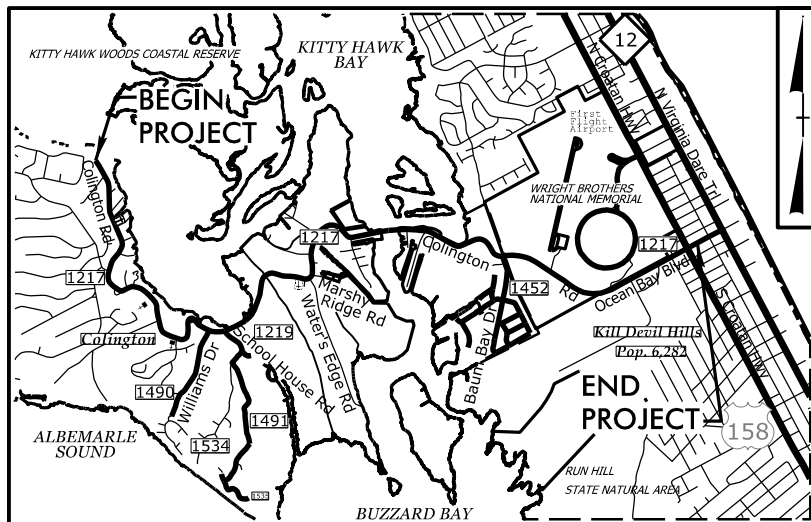 KITTY HAWK WOODS COASTAL RESERVE
KITTY HAWK
BAY
12
N Croatan Hwy
N Virginia Dare Trl
BEGIN
PROJECT
First
Flight
Airport
WRIGHT BROTHERS
NATIONAL MEMORIAL
Colington Rd
1217
1217
Colington
Rd
1217
1452
Ocean Bay Blvd
Marshy
Ridge Rd
Water's Edge Rd
1219
School House Rd
Colington
Williams Dr
1490
1491
1534
Baum Bay Dr
Kill Devil Hills
Pop. 6,282
S Croatan Hwy
END
PROJECT
158
ALBEMARLE
SOUND
RUN HILL
STATE NATURAL AREA
BUZZARD BAY